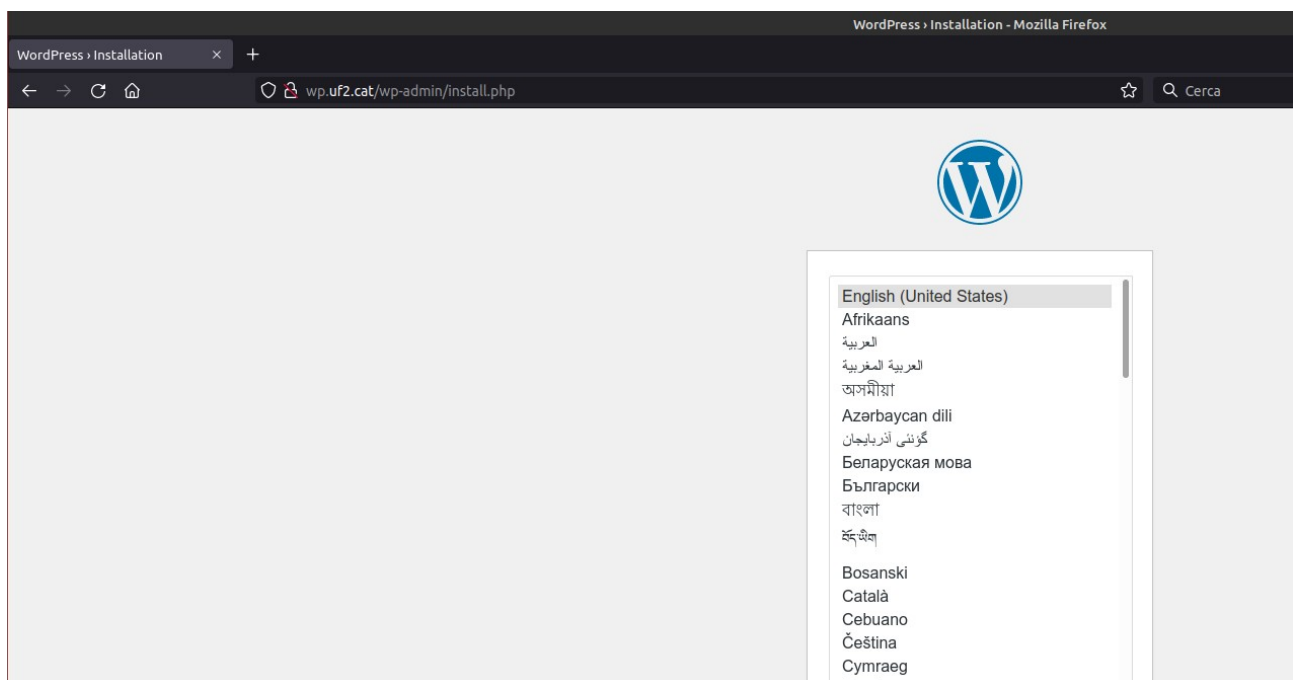 WordPress › Installation - Mozilla Firefox
WordPress › Installation
wp.uf2.cat/wp-admin/install.php
Cerca
English (United States)
Afrikaans
العربية
العربية المغربية
অসমীয়া
Azərbaycan dili
گؤنئی آذربایجان
Беларуская мова
Български
বাংলা
བོད་ཡིག
Bosanski
Català
Cebuano
Čeština
Cymraeg